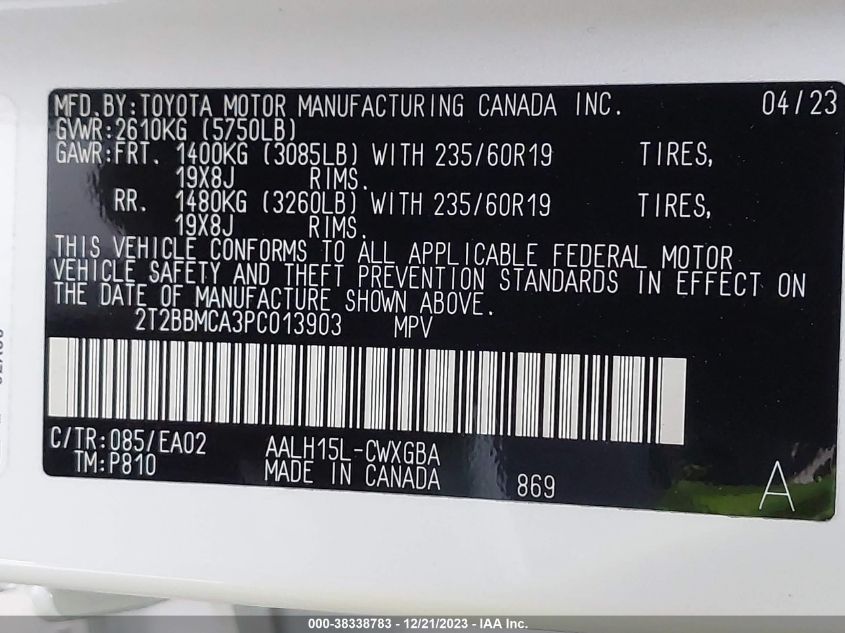 MFD. BY: TOYOTA MOTOR MANUFACTURING CANADA INC. 04/23
GVWR: 2610KG (5750LB)
GAWR: FRT. 1400KG (3085LB) WITH 235/60R19 TIRES,
19X8J RIMS.
RR. 1480KG (3260LB) WITH 235/60R19 TIRES,
19X8J RIMS.
THIS VEHICLE CONFORMS TO ALL APPLICABLE FEDERAL MOTOR
VEHICLE SAFETY AND THEFT PREVENTION STANDARDS IN EFFECT ON
THE DATE OF MANUFACTURE SHOWN ABOVE.
2T2BBMCA3PC013903 MPV
C/TR: 085/EA02 AALH15L-CWXGBA
TM: P810 MADE IN CANADA 869 A
000-38338783 - 12/21/2023 - IAA Inc.